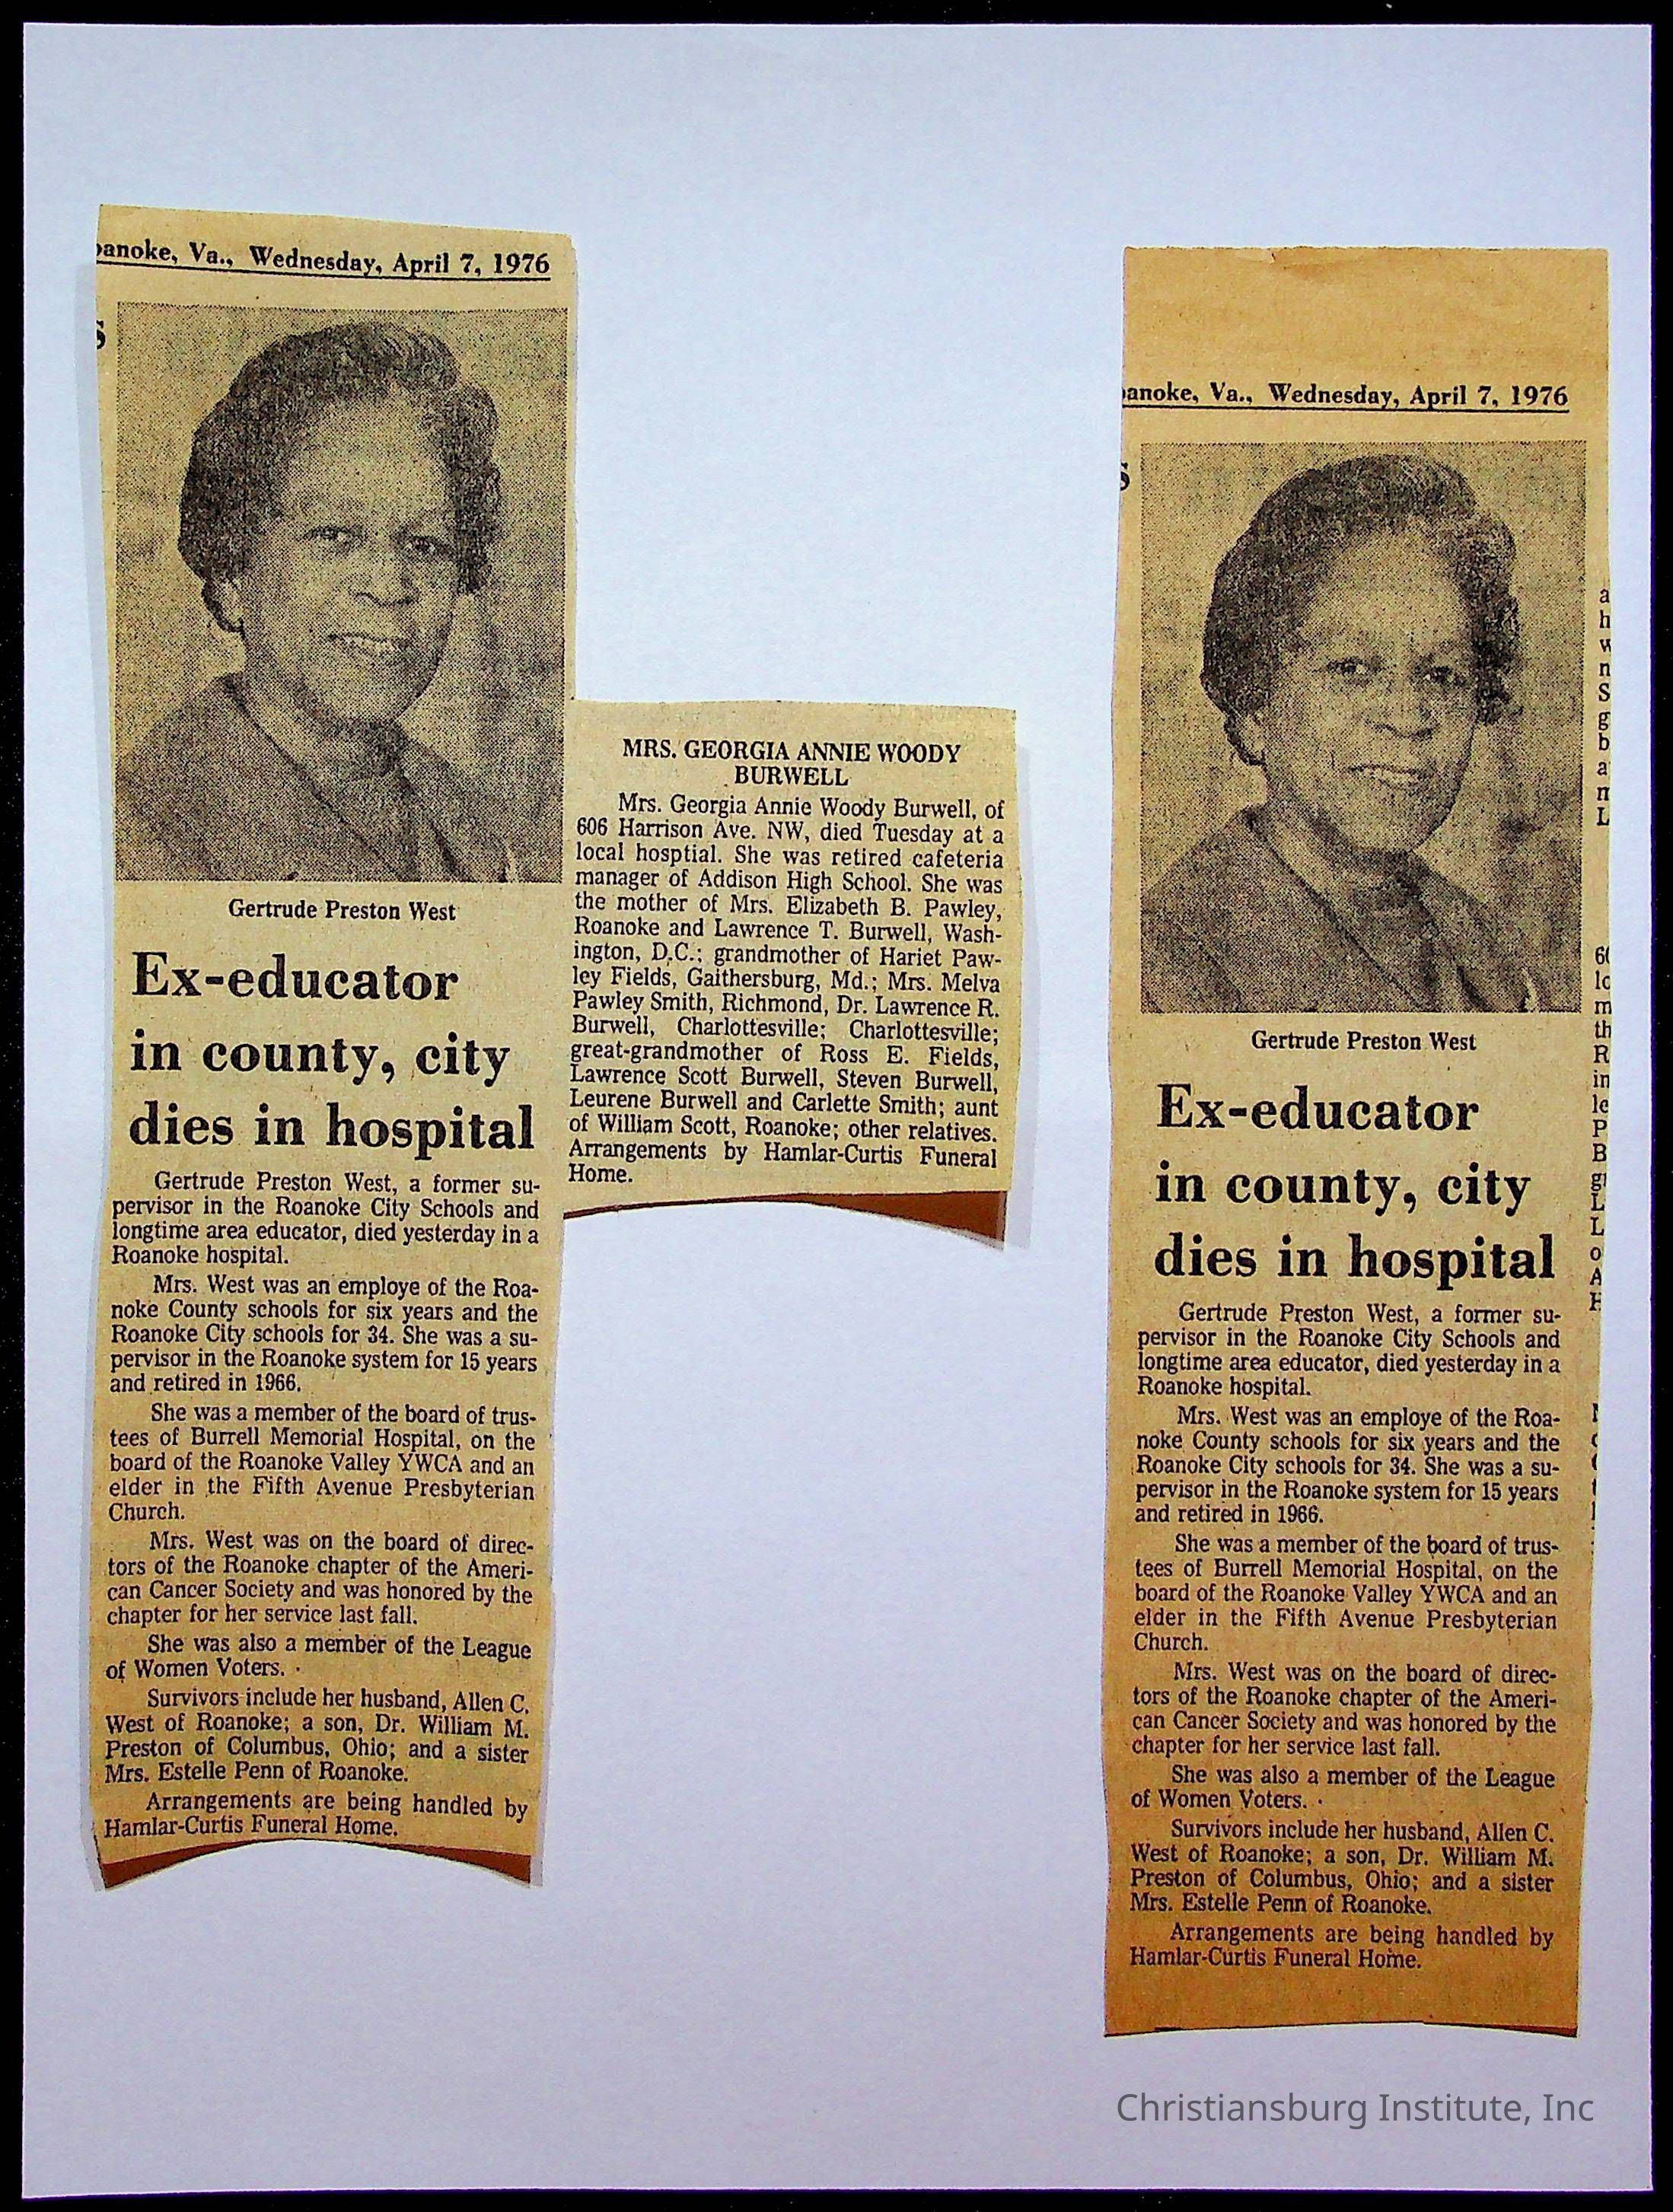 oanoke, Va., Wednesday, April 7, 1976
s
Gertrude Preston West
Ex-educator
in county, city
dies in hospital
Gertrude Preston West, a former su-
pervisor in the Roanoke City Schools and
longtime area educator, died yesterday in a
Roanoke hospital.
Mrs. West was an employe of the Roa-
noke County schools for six years and the
Roanoke City schools for 34. She was a su-
pervisor in the Roanoke system for 15 years
and retired in 1966.
She was a member of the board of trus-
tees of Burrell Memorial Hospital, on the
board of the Roanoke Valley YWCA and an
elder in the Fifth Avenue Presbyterian
Church.
Mrs. West was on the board of direc-
tors of the Roanoke chapter of the Ameri-
can Cancer Society and was honored by the
chapter for her service last fall.
She was also a member of the League
of Women Voters.
Survivors include her husband, Allen C.
West of Roanoke; a son, Dr. William M.
Preston of Columbus, Ohio; and a sister
Mrs. Estelle Penn of Roanoke.
Arrangements are being handled by
Hamlar-Curtis Funeral Home.
MRS. GEORGIA ANNIE WOODY
BURWELL
Mrs. Georgia Annie Woody Burwell, of
606 Harrison Ave. NW, died Tuesday at a
local hosptial. She was retired cafeteria
manager of Addison High School. She was
the mother of Mrs. Elizabeth B. Pawley,
Roanoke and Lawrence T. Burwell, Wash-
ington, D.C.; grandmother of Hariet Paw-
ley Fields, Gaithersburg, Md.; Mrs. Melva
Pawley Smith, Richmond, Dr. Lawrence R.
Burwell, Charlottesville; Charlottesville;
great-grandmother of Ross E. Fields,
Lawrence Scott Burwell, Steven Burwell,
Leurene Burwell and Carlette Smith; aunt
of William Scott, Roanoke; other relatives.
Arrangements by Hamlar-Curtis Funeral
Home.
oanoke, Va., Wednesday, April 7, 1976
s
Gertrude Preston West
Ex-educator
in county, city
dies in hospital
Gertrude Preston West, a former su-
pervisor in the Roanoke City Schools and
longtime area educator, died yesterday in a
Roanoke hospital.
Mrs. West was an employe of the Roa-
noke County schools for six years and the
Roanoke City schools for 34. She was a su-
pervisor in the Roanoke system for 15 years
and retired in 1966.
She was a member of the board of trus-
tees of Burrell Memorial Hospital, on the
board of the Roanoke Valley YWCA and an
elder in the Fifth Avenue Presbyterian
Church.
Mrs. West was on the board of direc-
tors of the Roanoke chapter of the Ameri-
can Cancer Society and was honored by the
chapter for her service last fall.
She was also a member of the League
of Women Voters.
Survivors include her husband, Allen C.
West of Roanoke; a son, Dr. William M.
Preston of Columbus, Ohio; and a sister
Mrs. Estelle Penn of Roanoke.
Arrangements are being handled by
Hamlar-Curtis Funeral Home.
a
h
w
n
S
g
b
a
m
L
60
lo
m
th
R
in
le
P
B
gr
L
L
o
A
H
Christiansburg Institute, Inc